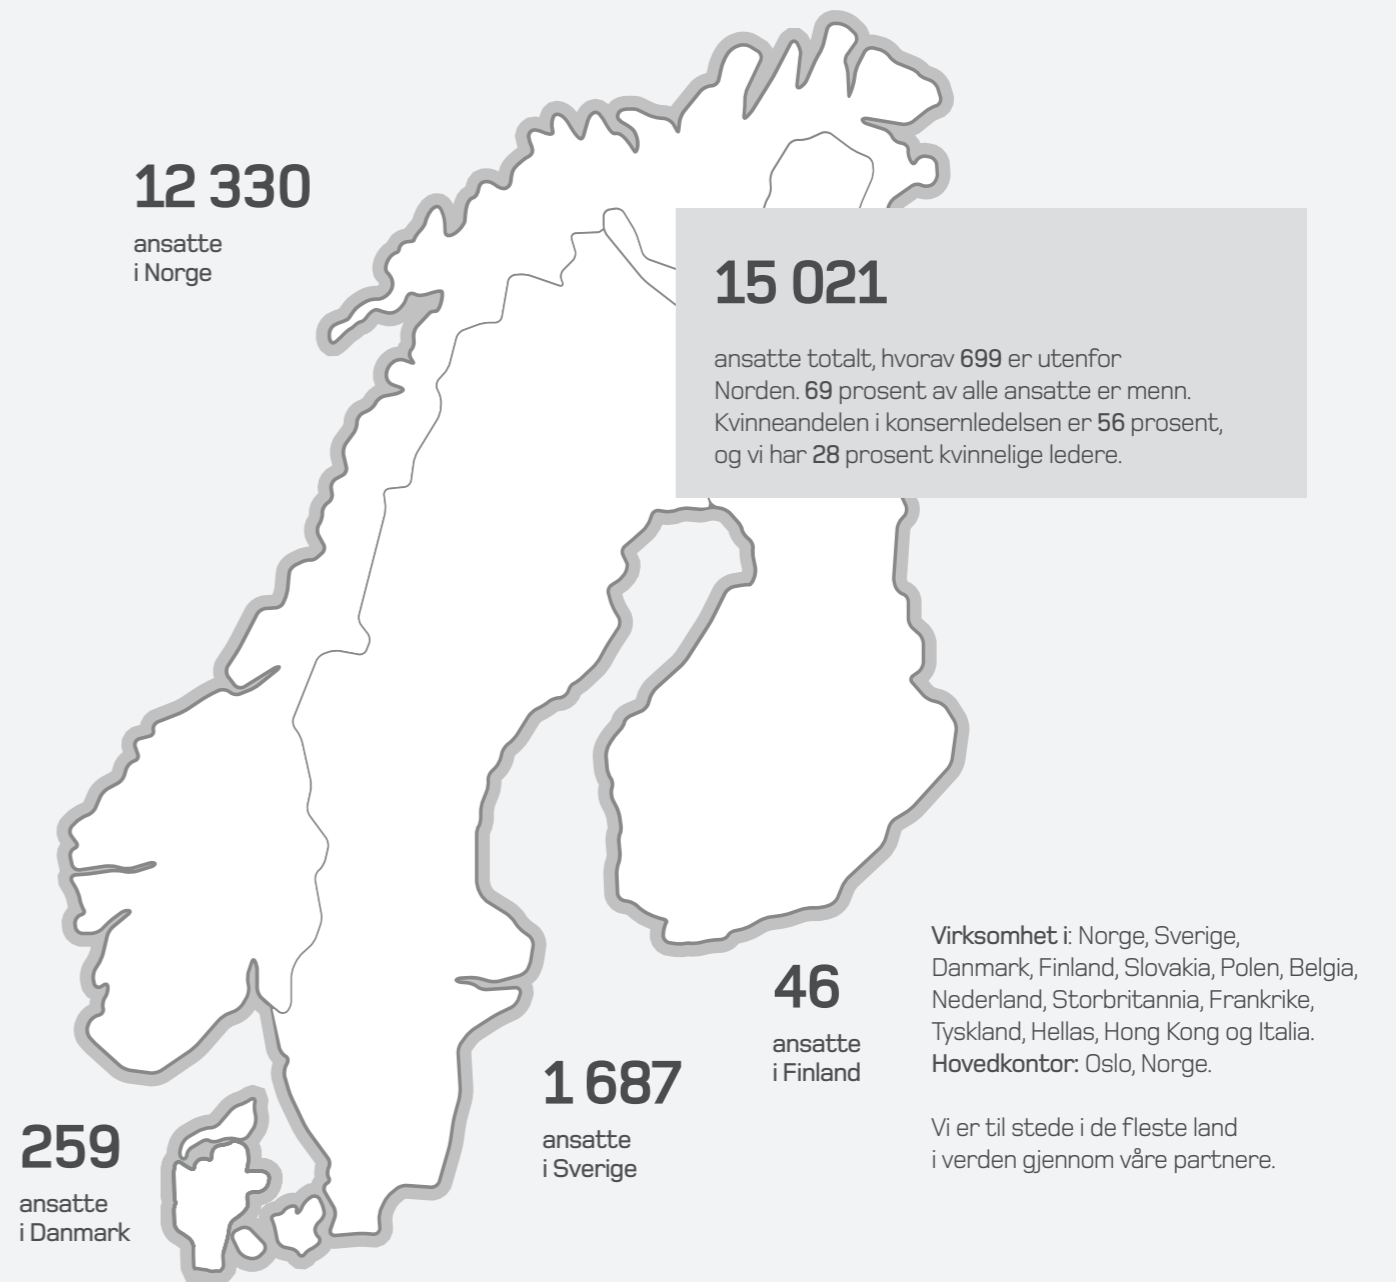 12 330
ansatte
i Norge
15 021
ansatte totalt, hvorav 699 er utenfor
Norden. 69 prosent av alle ansatte er menn.
Kvinneandelen i konsernledelsen er 56 prosent,
og vi har 28 prosent kvinnelige ledere.
46
ansatte
i Finland
1 687
ansatte
i Sverige
259
ansatte
i Danmark
Virksomhet i: Norge, Sverige,
Danmark, Finland, Slovakia, Polen, Belgia,
Nederland, Storbritannia, Frankrike,
Tyskland, Hellas, Hong Kong og Italia.
Hovedkontor: Oslo, Norge.
Vi er til stede i de fleste land
i verden gjennom våre partnere.